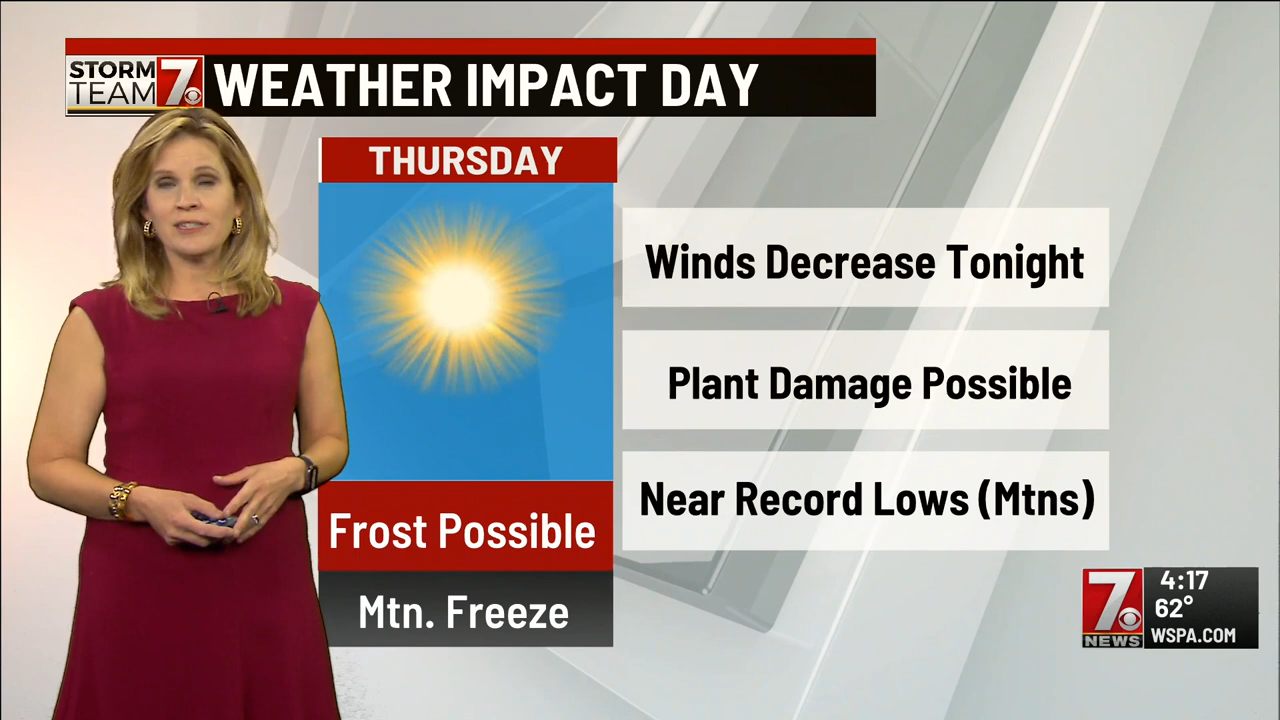 STORM TEAM 7 WEATHER IMPACT DAY
THURSDAY
Frost Possible
Mtn. Freeze
Winds Decrease Tonight
Plant Damage Possible
Near Record Lows (Mtns)
7 NEWS
4:17
62°
WSPA.COM